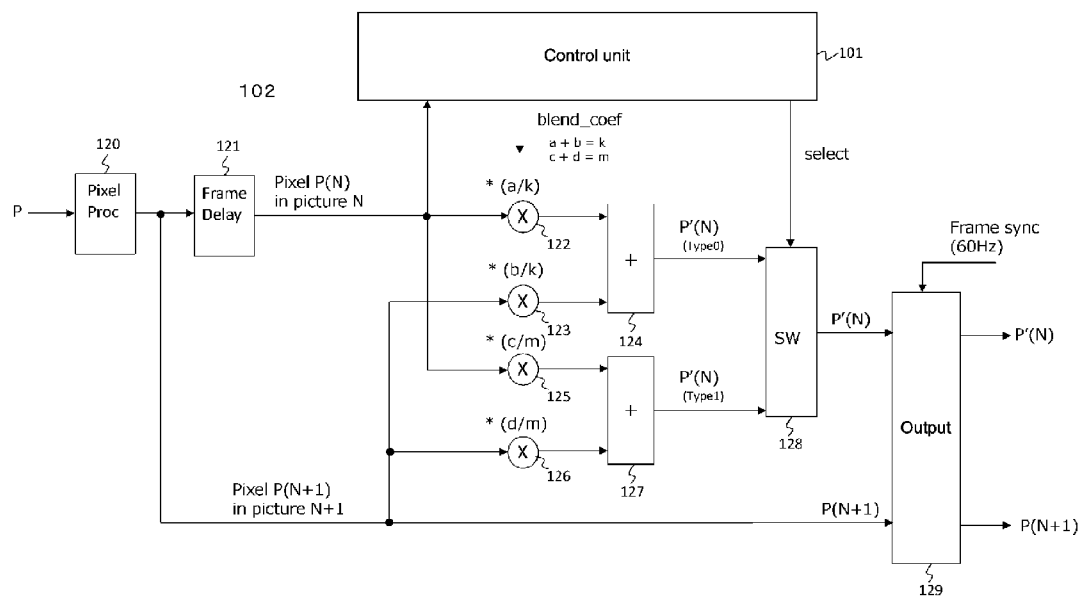 Control unit
101
102
blend_coef
a + b = k
c + d = m
select
120
121
Pixel
Proc
Frame
Delay
Pixel P(N)
in picture N
P
* (a/k)
X
122
P'(N)
(Type0)
+
Frame sync
(60Hz)
* (b/k)
X
123
124
SW
P'(N)
P'(N)
* (c/m)
X
125
P'(N)
(Type1)
+
128
Output
* (d/m)
X
126
127
Pixel P(N+1)
in picture N+1
P(N+1)
P(N+1)
129